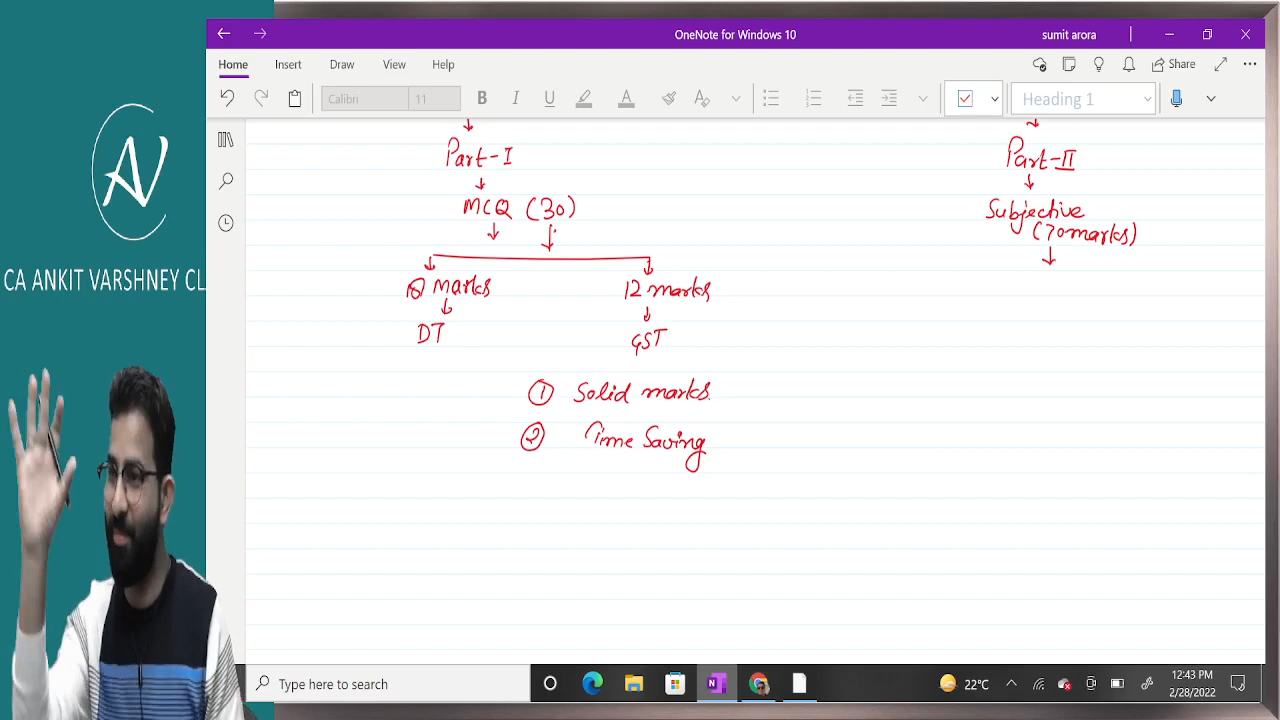 OneNote for Windows 10
sumit arora
Home Insert Draw View Help
Share
Calibri 11 B I U A Heading 1
Part-I
MCQ (30)
marks
DT
12 marks
GST
Part-II
Subjective
(70marks)
① Solid marks.
② Time Saving
AV
CA ANKIT VARSHNEY CL
Type here to search
22°
12:43 PM
2/28/2022